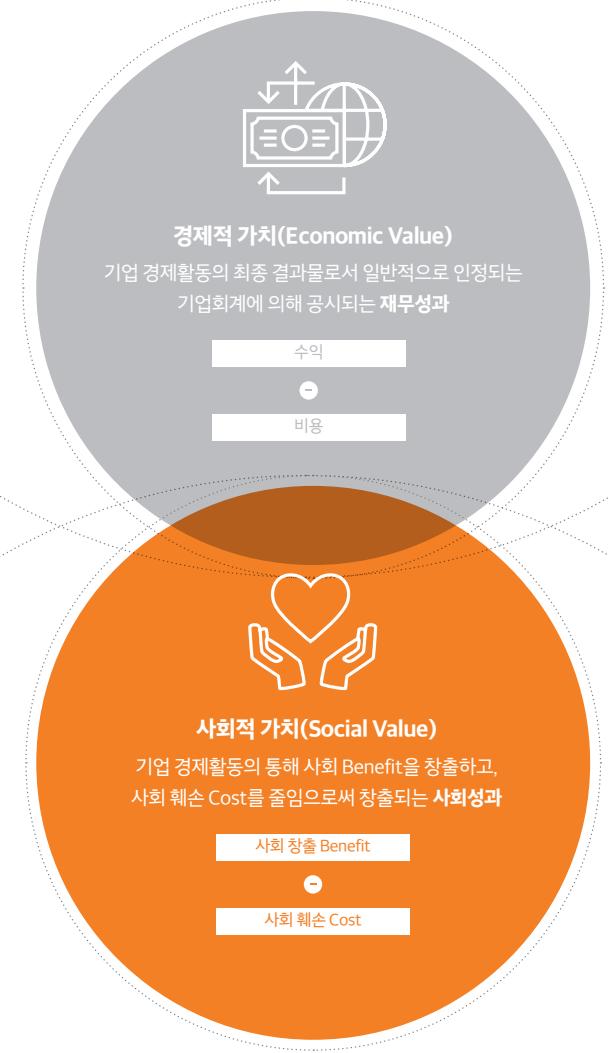 경제적 가치(Economic Value)
기업 경제활동의 최종 결과물로서 일반적으로 인정되는
기업회계에 의해 공시되는 재무성과
수익
-
비용
사회적 가치(Social Value)
기업 경제활동의 통해 사회 Benefit을 창출하고,
사회 훼손 Cost를 줄임으로써 창출되는 사회성과
사회 창출 Benefit
-
사회 훼손 Cost